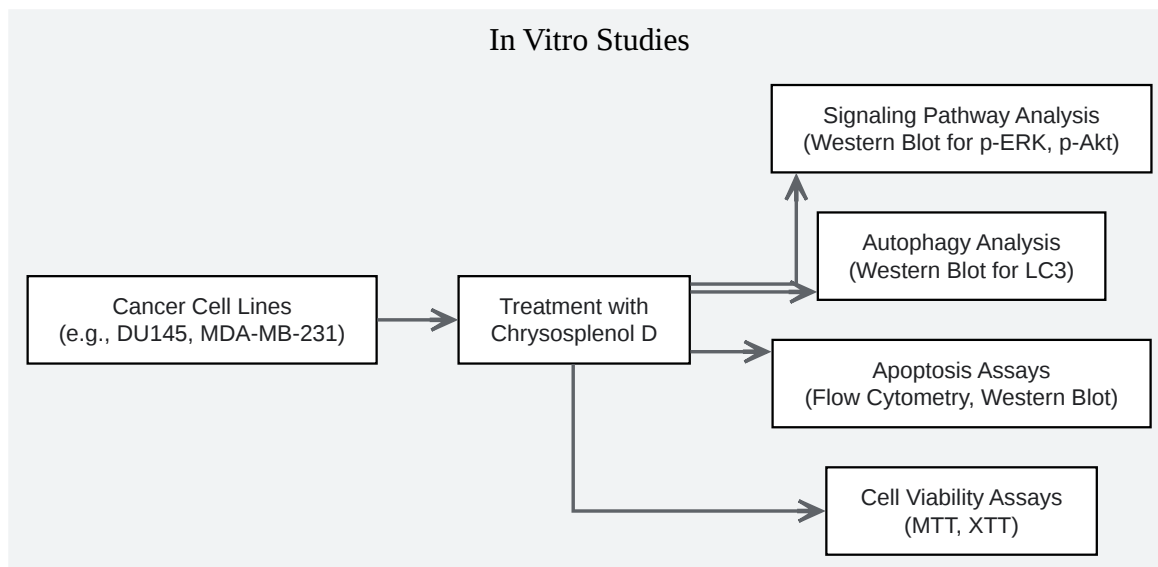 In Vitro Studies
Signaling Pathway Analysis
(Western Blot for p-ERK, p-Akt)
Autophagy Analysis
(Western Blot for LC3)
Cancer Cell Lines
(e.g., DU145, MDA-MB-231)
Treatment with
Chrysosplenol D
Apoptosis Assays
(Flow Cytometry, Western Blot)
Cell Viability Assays
(MTT, XTT)